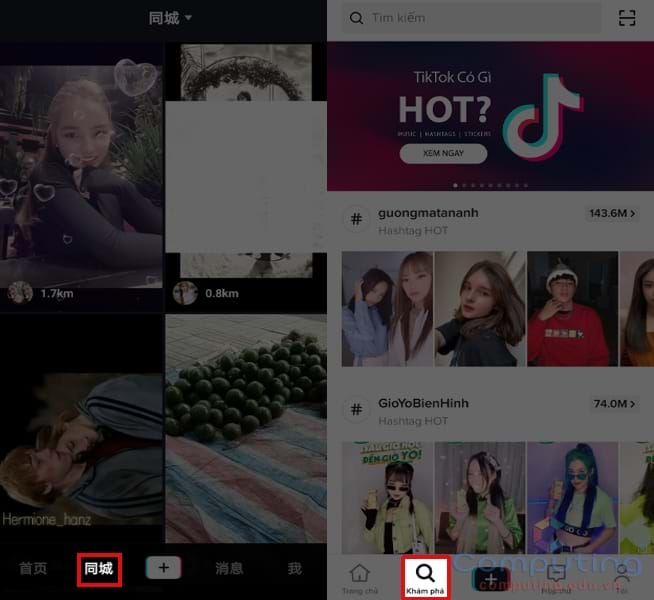 同城
1.7km
0.8km
Hermione_hanz
首页
同城
消息
我
Tìm kiếm
TikTok Có Gì
HOT?
MUSIC | HASHTAGS | STICKERS
XEM NGAY
guongmatananh
143.6M >
Hashtag HOT
GioYoBienHinh
74.0M >
Hashtag HOT
ĐẾN GIỜ YO!
Computing
computing.edu.vn
Trang chủ
Khám phá
Hộp thư
Tôi